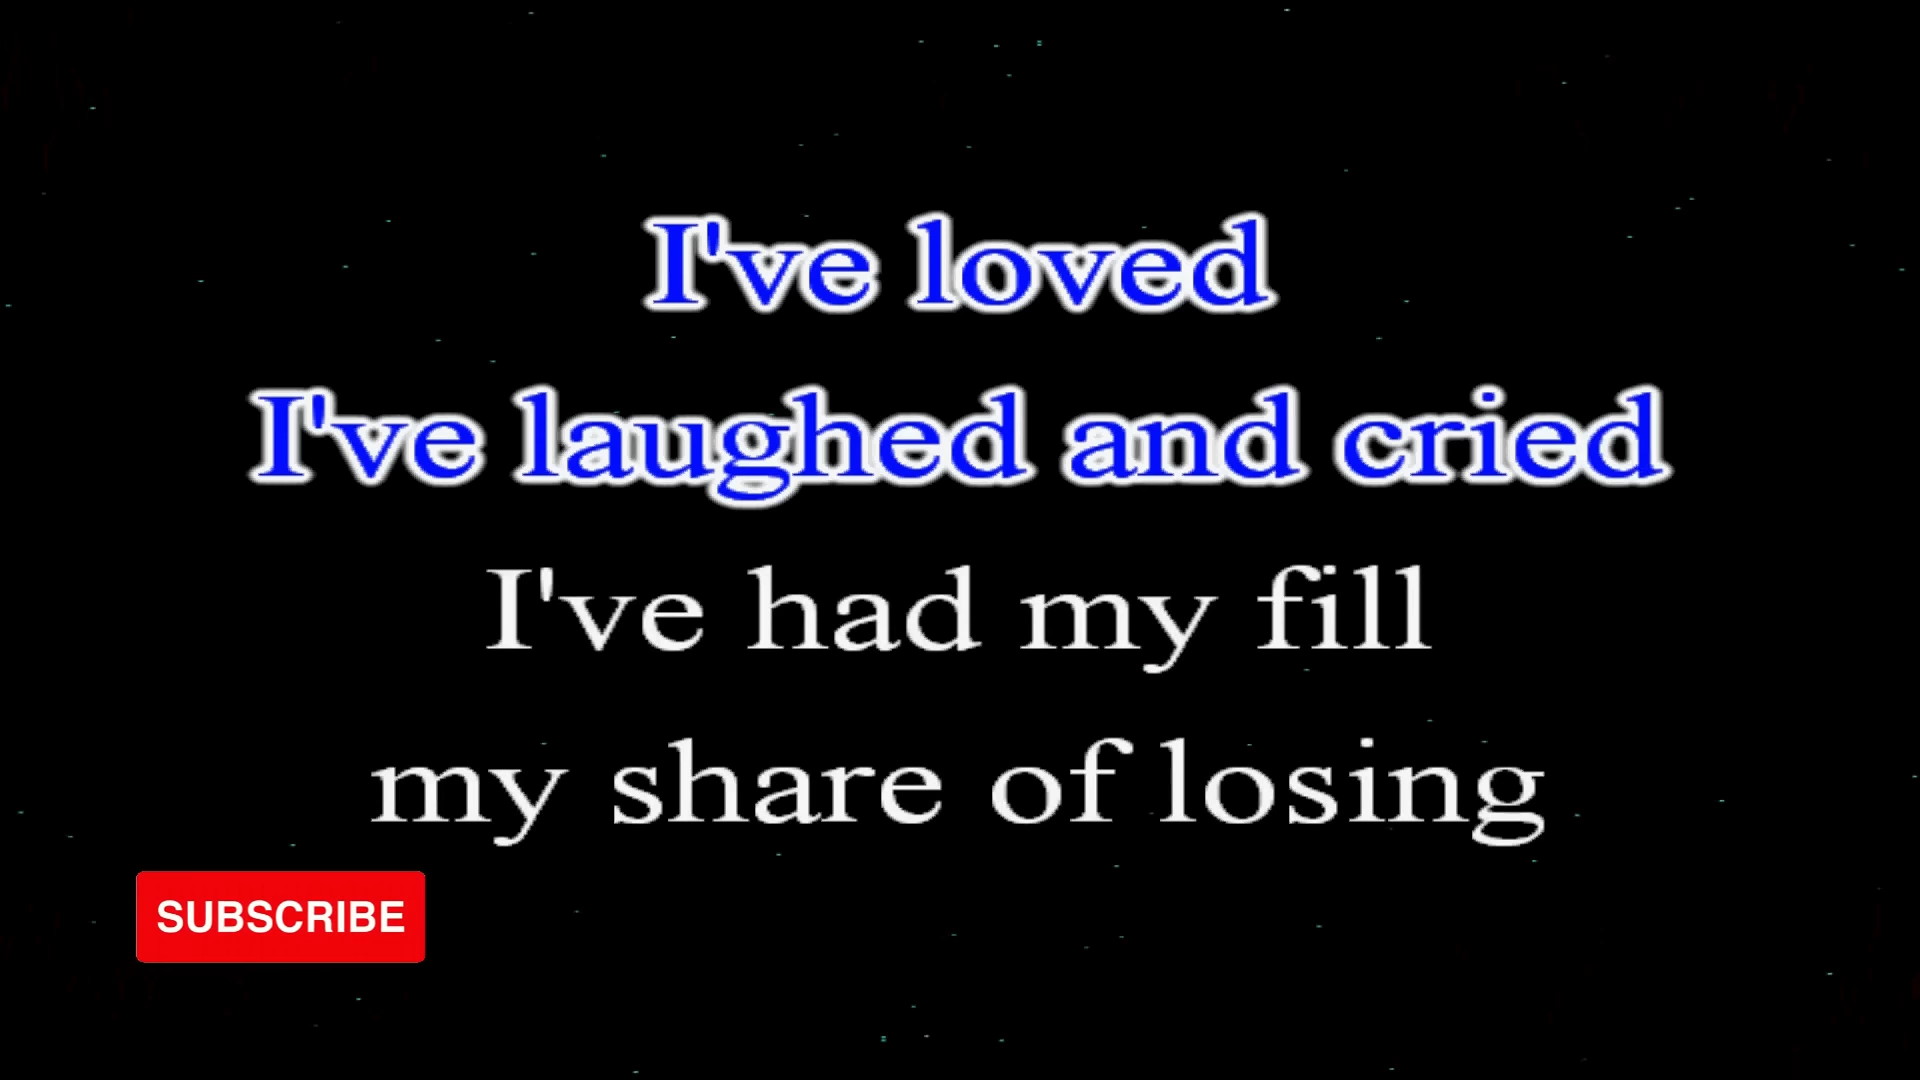 I've loved
I've laughed and cried
I've had my fill
my share of losing
SUBSCRIBE